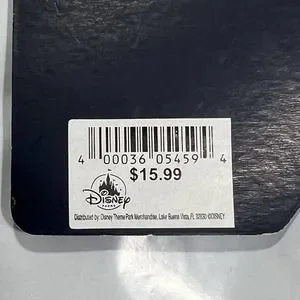 4 00036 05459 4
$15.99
Disney
PARKS
Distributed by: Disney Theme Park Merchandise, Lake Buena Vista, FL 32830 ©DISNEY